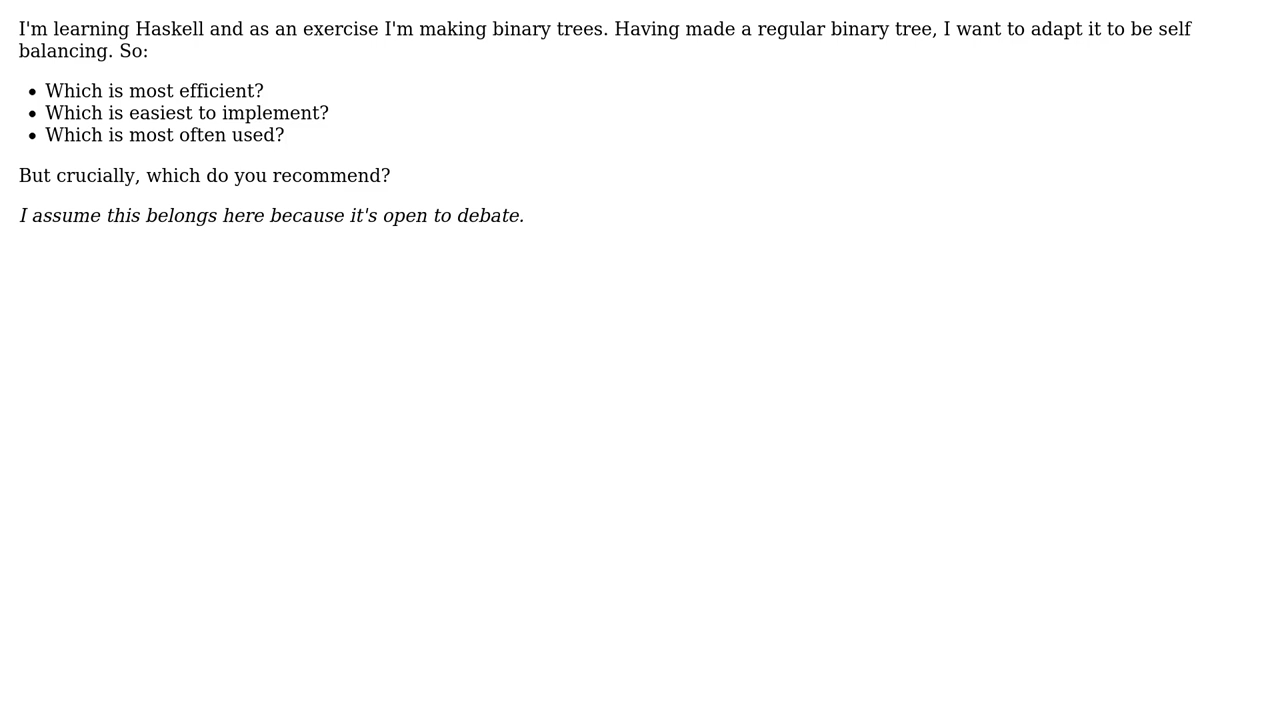 I'm learning Haskell and as an exercise I'm making binary trees. Having made a regular binary tree, I want to adapt it to be self
balancing. So:
• Which is most efficient?
• Which is easiest to implement?
• Which is most often used?
But crucially, which do you recommend?
I assume this belongs here because it's open to debate.